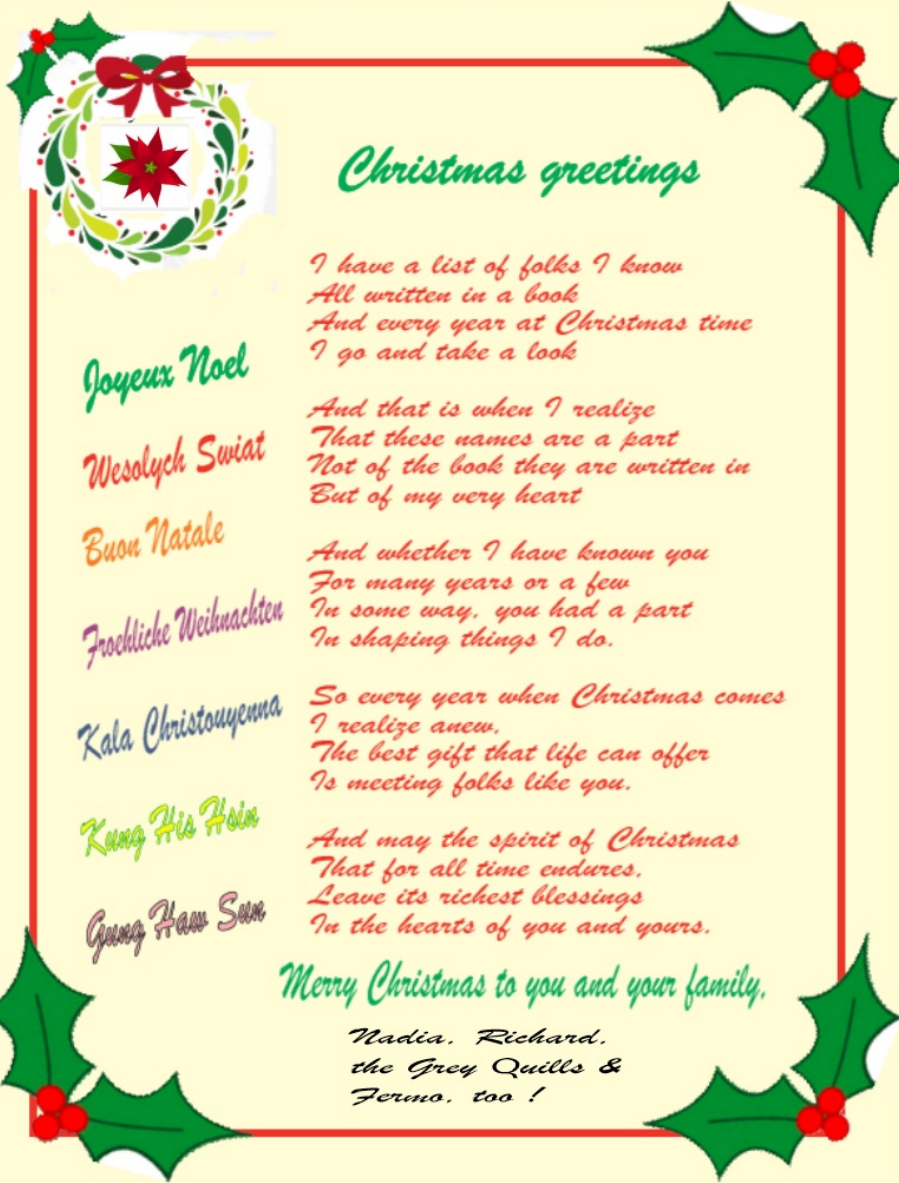 Christmas greetings
I have a list of folks I know
All written in a book
And every year at Christmas time
I go and take a look
And that is when I realize
That these names are a part
Not of the book they are written in
But of my very heart
And whether I have known you
For many years or a few
In some way, you had a part
In shaping things I do.
So every year when Christmas comes
I realize anew,
The best gift that life can offer
Is meeting folks like you.
And may the spirit of Christmas
That for all time endures,
Leave its richest blessings
In the hearts of you and yours.
Joyeux Noel
Wesolych Swiat
Buon Natale
Froehliche Weihnachten
Kala Christouyenna
Kung His Hsin
Gung Haw Sun
Merry Christmas to you and your family,
Nadia, Richard,
the Grey Quills &
Fermo, too !